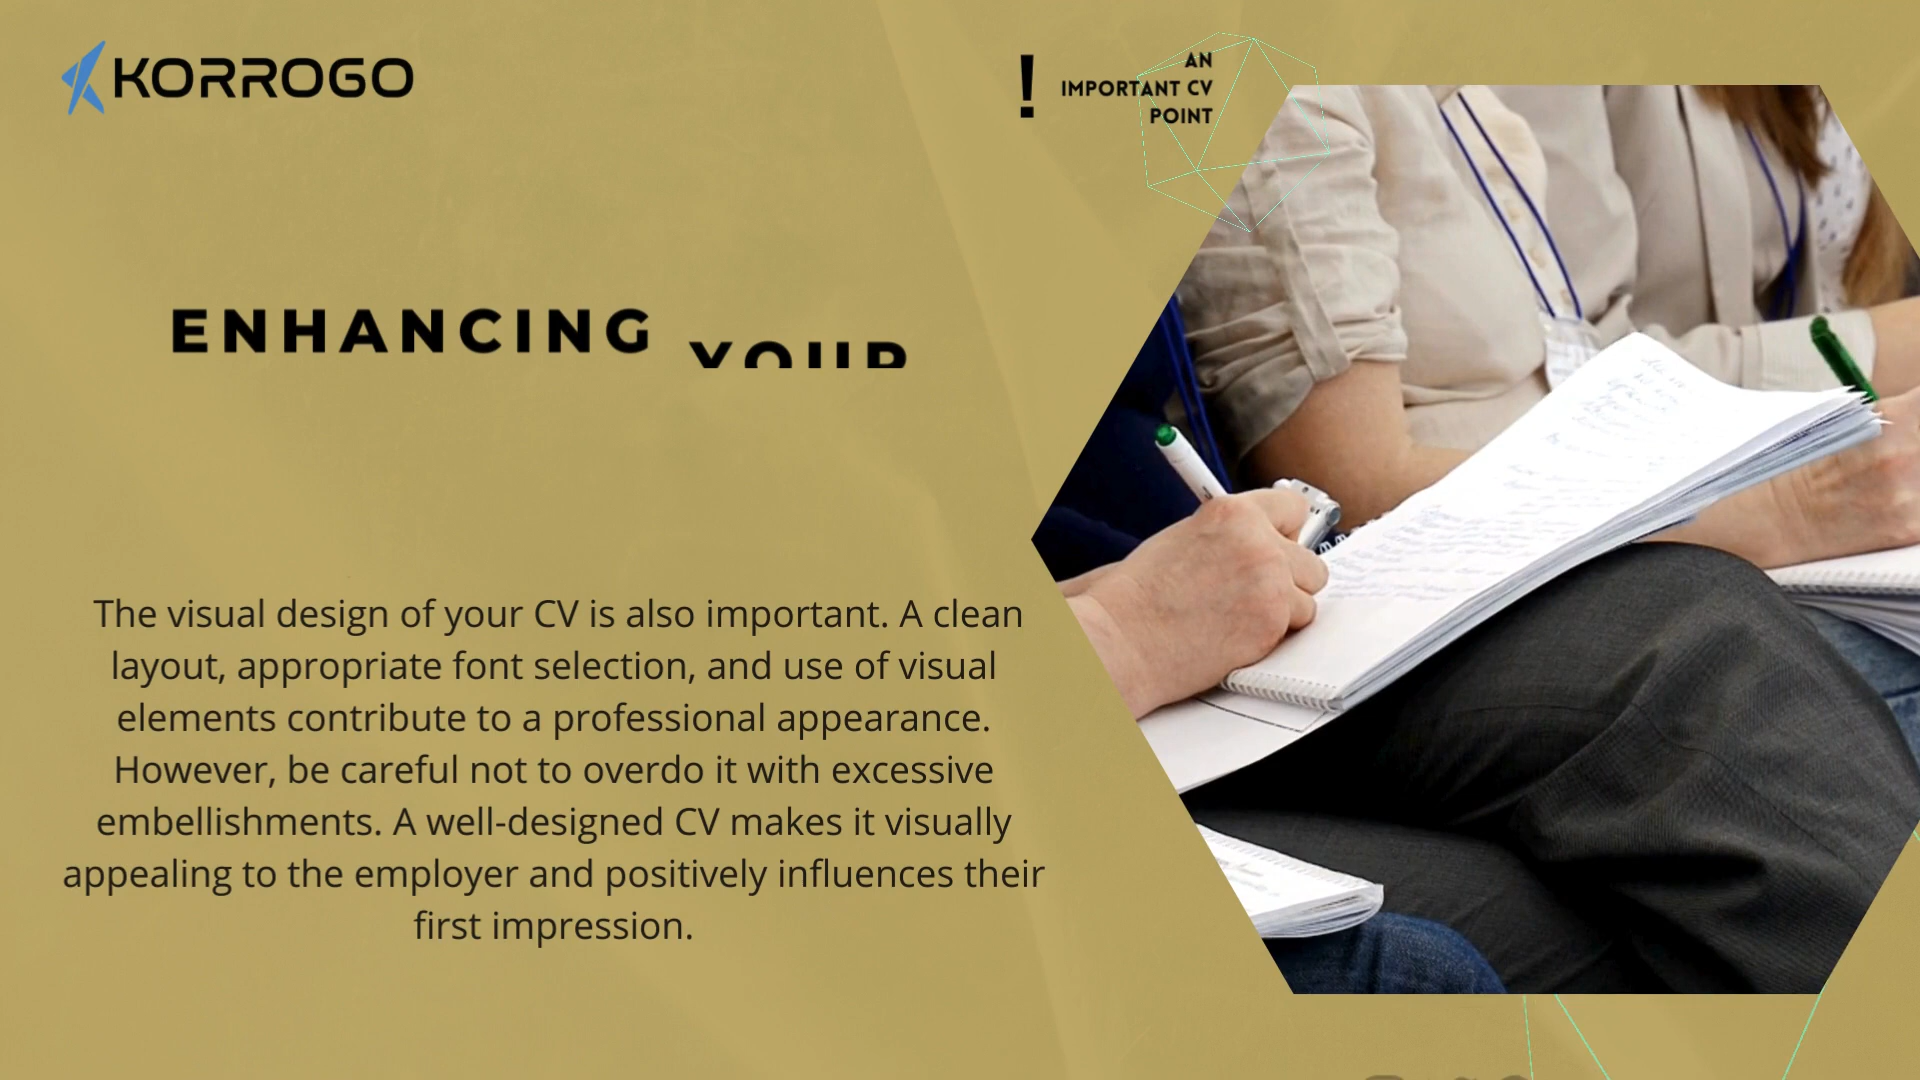 KORROGO
!
AN
IMPORTANT CV
POINT
ENHANCING YOUR
The visual design of your CV is also important. A clean
layout, appropriate font selection, and use of visual
elements contribute to a professional appearance.
However, be careful not to overdo it with excessive
embellishments. A well-designed CV makes it visually
appealing to the employer and positively influences their
first impression.